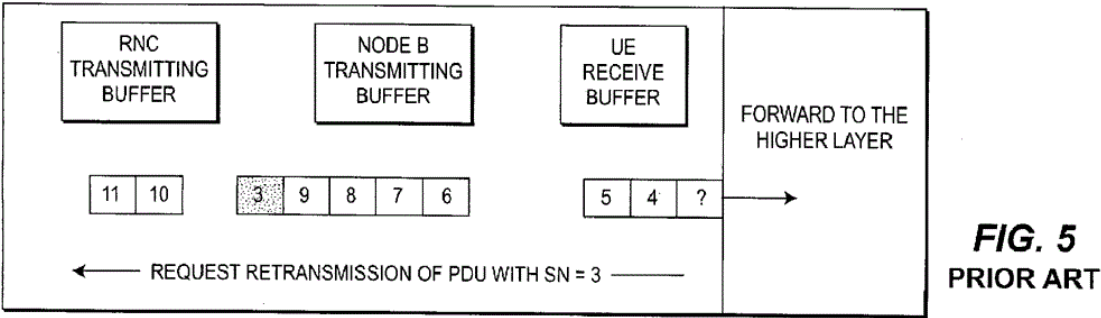 RNC
TRANSMITTING
BUFFER
NODE B
TRANSMITTING
BUFFER
UE
RECEIVE
BUFFER
FORWARD TO THE
HIGHER LAYER
11 10
3 9 8 7 6
5 4 ?
REQUEST RETRANSMISSION OF PDU WITH SN = 3
FIG. 5
PRIOR ART